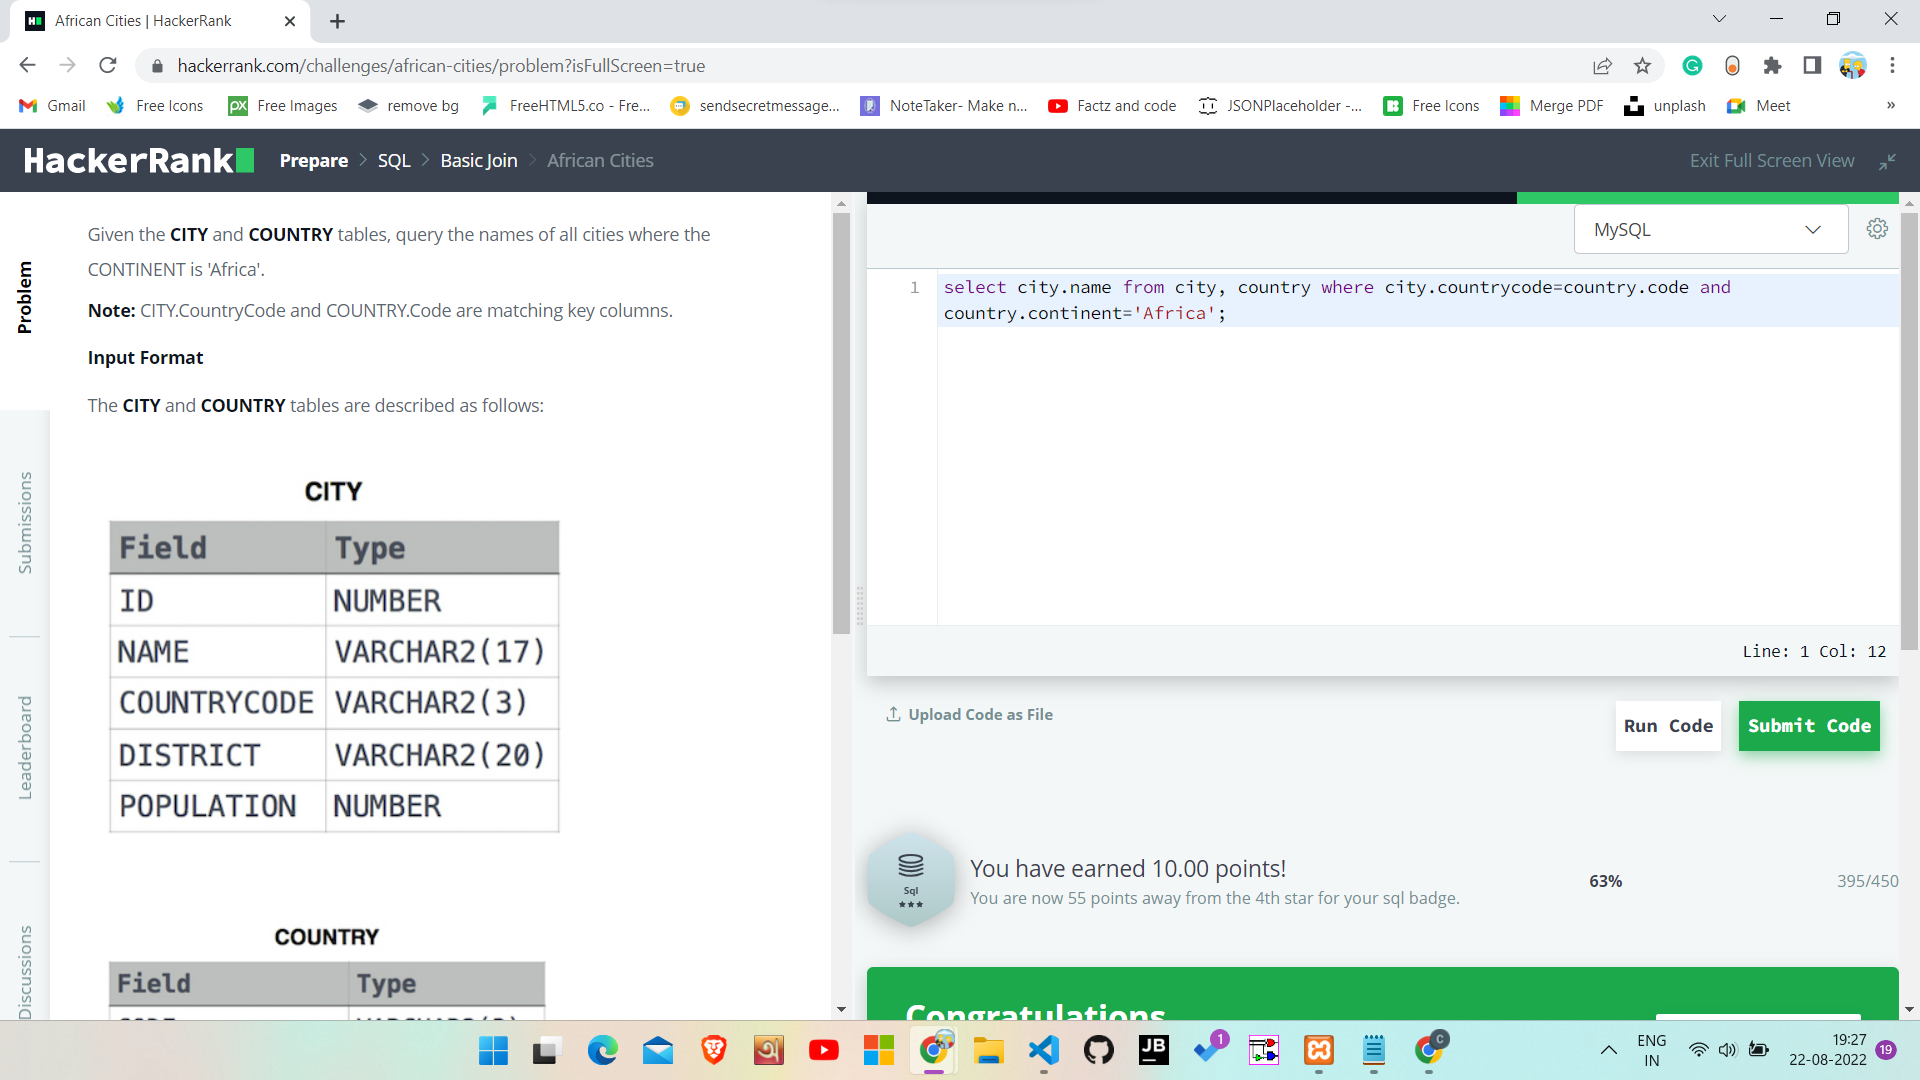 African Cities | HackerRank
hackerrank.com/challenges/african-cities/problem?isFullScreen=true
Gmail Free Icons Free Images remove bg FreeHTML5.co - Fre... sendsecretmessage... NoteTaker- Make n... Factz and code JSONPlaceholder -... Free Icons Merge PDF unplash Meet »
HackerRank Prepare > SQL > Basic Join > African Cities Exit Full Screen View
Problem
Submissions
Leaderboard
Discussions
Given the CITY and COUNTRY tables, query the names of all cities where the
CONTINENT is 'Africa'.
Note: CITY.CountryCode and COUNTRY.Code are matching key columns.
Input Format
The CITY and COUNTRY tables are described as follows:
CITY
Field Type
ID NUMBER
NAME VARCHAR2(17)
COUNTRYCODE VARCHAR2(3)
DISTRICT VARCHAR2(20)
POPULATION NUMBER
COUNTRY
Field Type
MySQL
1 select city.name from city, country where city.countrycode=country.code and
country.continent='Africa';
Line: 1 Col: 12
Upload Code as File
Run Code Submit Code
Sql
You have earned 10.00 points!
You are now 55 points away from the 4th star for your sql badge.
63% 395/450
Congratulations
JB
1
C
ENG
IN
19:27
22-08-2022
19